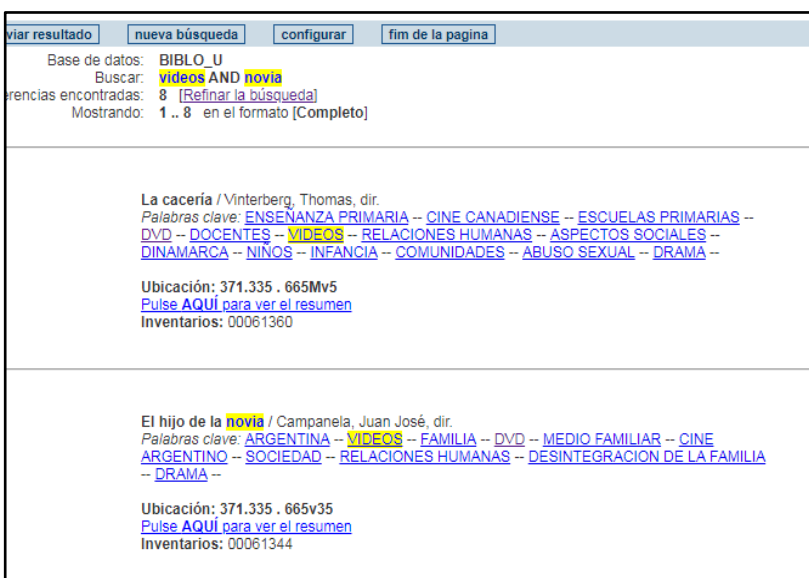 viar resultado nueva búsqueda configurar fim de la pagina
Base de datos: BIBLO_U
Buscar: videos AND novia
erencias encontradas: 8 [Refinar la búsqueda]
Mostrando: 1 .. 8 en el formato [Completo]
La cacería / Vinterberg, Thomas, dir.
Palabras clave: ENSEÑANZA PRIMARIA -- CINE CANADIENSE -- ESCUELAS PRIMARIAS --
DVD -- DOCENTES -- VIDEOS -- RELACIONES HUMANAS -- ASPECTOS SOCIALES --
DINAMARCA -- NIÑOS -- INFANCIA -- COMUNIDADES -- ABUSO SEXUAL -- DRAMA --
Ubicación: 371.335 . 665Mv5
Pulse AQUÍ para ver el resumen
Inventarios: 00061360
El hijo de la novia / Campanela, Juan José, dir.
Palabras clave: ARGENTINA -- VIDEOS -- FAMILIA -- DVD -- MEDIO FAMILIAR -- CINE
ARGENTINO -- SOCIEDAD -- RELACIONES HUMANAS -- DESINTEGRACION DE LA FAMILIA
-- DRAMA --
Ubicación: 371.335 . 665v35
Pulse AQUÍ para ver el resumen
Inventarios: 00061344